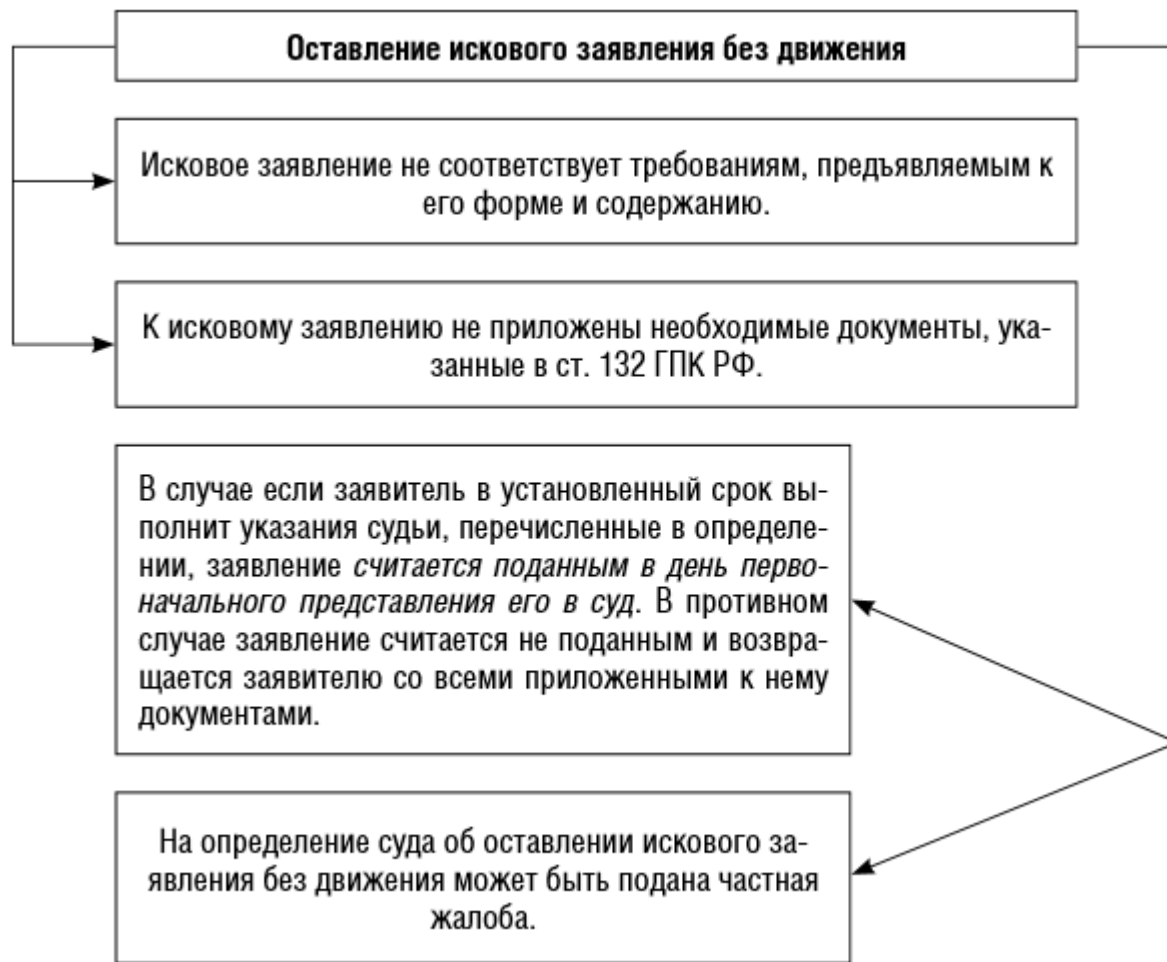 Оставление искового заявления без движения
Исковое заявление не соответствует требованиям, предъявляемым к
его форме и содержанию.
К исковому заявлению не приложены необходимые документы, ука-
занные в ст. 132 ГПК РФ.
В случае если заявитель в установленный срок вы-
полнит указания судьи, перечисленные в определе-
нии, заявление считается поданным в день перво-
начального представления его в суд. В противном
случае заявление считается не поданным и возвра-
щается заявителю со всеми приложенными к нему
документами.
На определение суда об оставлении искового за-
явления без движения может быть подана частная
жалоба.